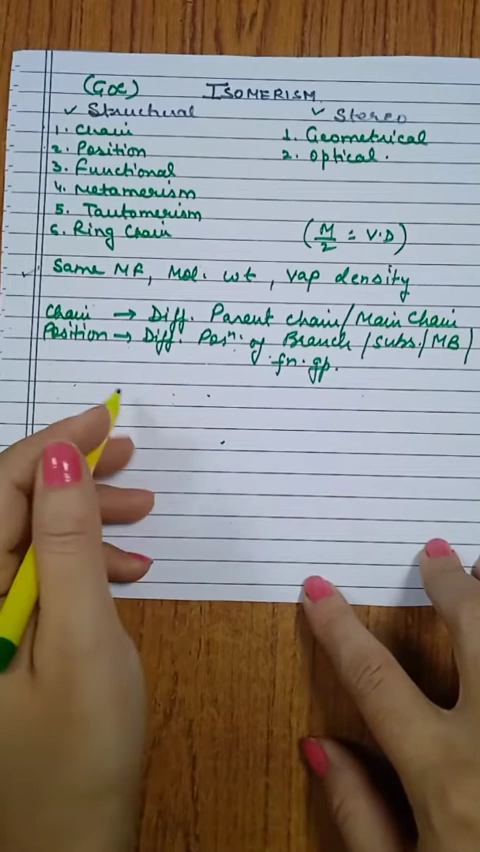 (GOC) ISOMERISM
✓ Structural
1. Chain
2. Position
3. Functional
4. Metamerism
5. Tautomerism
6. Ring Chain
✓ Stereo
1. Geometrical
2. Optical.
(M/2 = V.D)
✓ Same MF, Mol. wt, Vap density
Chain → Diff. Parent Chain/Main Chain
Position → Diff. Posn. of Branch/Subs./MB/
fn. gp.